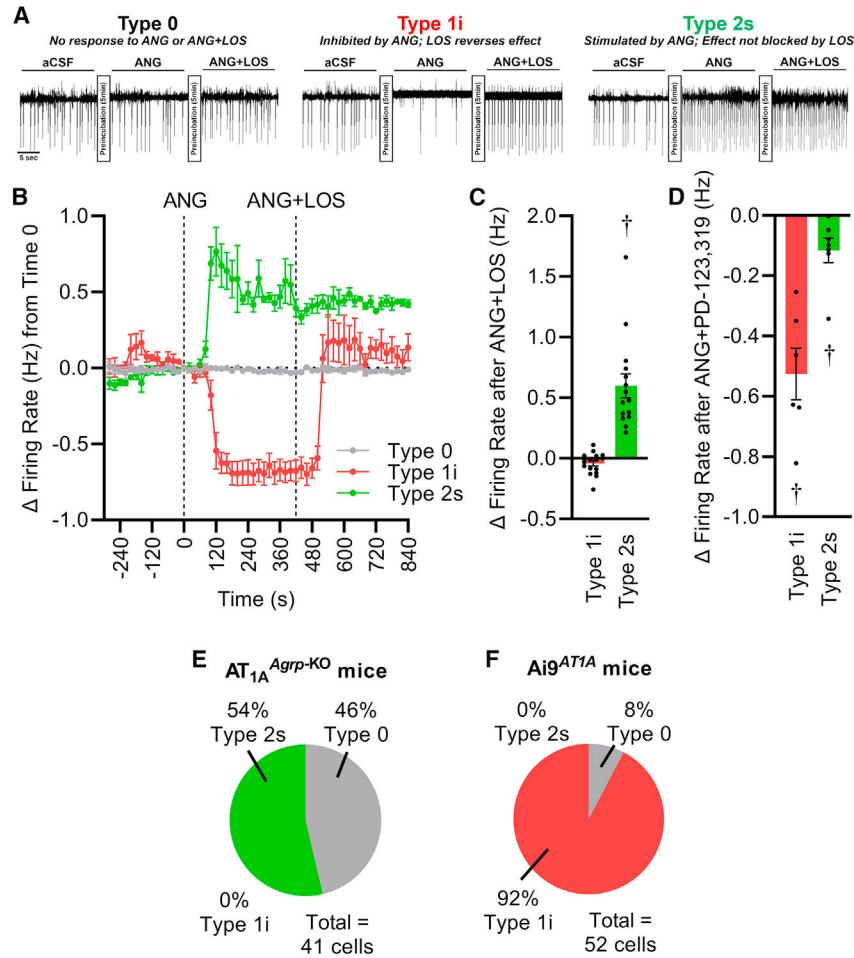 A
Type 0
No response to ANG or ANG+LOS
aCSF
Preincubation (5min)
ANG
Preincubation (5min)
ANG+LOS
5 sec
Type 1i
Inhibited by ANG; LOS reverses effect
aCSF
Preincubation (5min)
ANG
Preincubation (5min)
ANG+LOS
Type 2s
Stimulated by ANG; Effect not blocked by LOS
aCSF
Preincubation (5min)
ANG
Preincubation (5min)
ANG+LOS
B
ANG
ANG+LOS
Δ Firing Rate (Hz) from Time 0
1.0
0.5
0.0
-0.5
-1.0
Type 0
Type 1i
Type 2s
-240
-120
0
120
240
360
480
600
720
840
Time (s)
C
Δ Firing Rate after ANG+LOS (Hz)
2.0
1.5
1.0
0.5
0.0
-0.5
†
Type 1i
Type 2s
D
Δ Firing Rate after ANG+PD-123,319 (Hz)
0.0
-0.2
-0.4
-0.6
-0.8
-1.0
†
†
Type 1i
Type 2s
E
AT1A Agrp-KO mice
54%
Type 2s
46%
Type 0
0%
Type 1i
Total =
41 cells
F
Ai9AT1A mice
0%
Type 2s
8%
Type 0
92%
Type 1i
Total =
52 cells